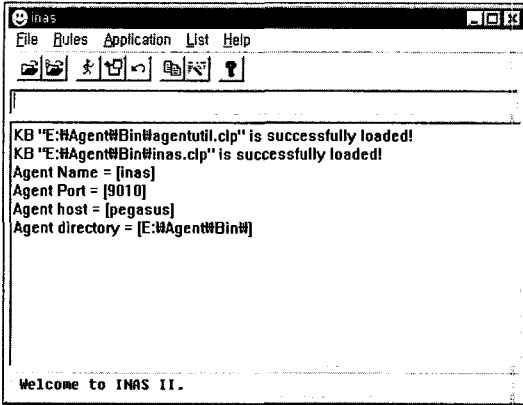 inas
File Rules Application List Help
KB "E:₩Agent₩Bin₩agentutil.clp" is successfully loaded!
KB "E:₩Agent₩Bin₩inas.clp" is successfully loaded!
Agent Name = [inas]
Agent Port = [9010]
Agent host = [pegasus]
Agent directory = [E:₩Agent₩Bin₩]
Welcome to INAS II.